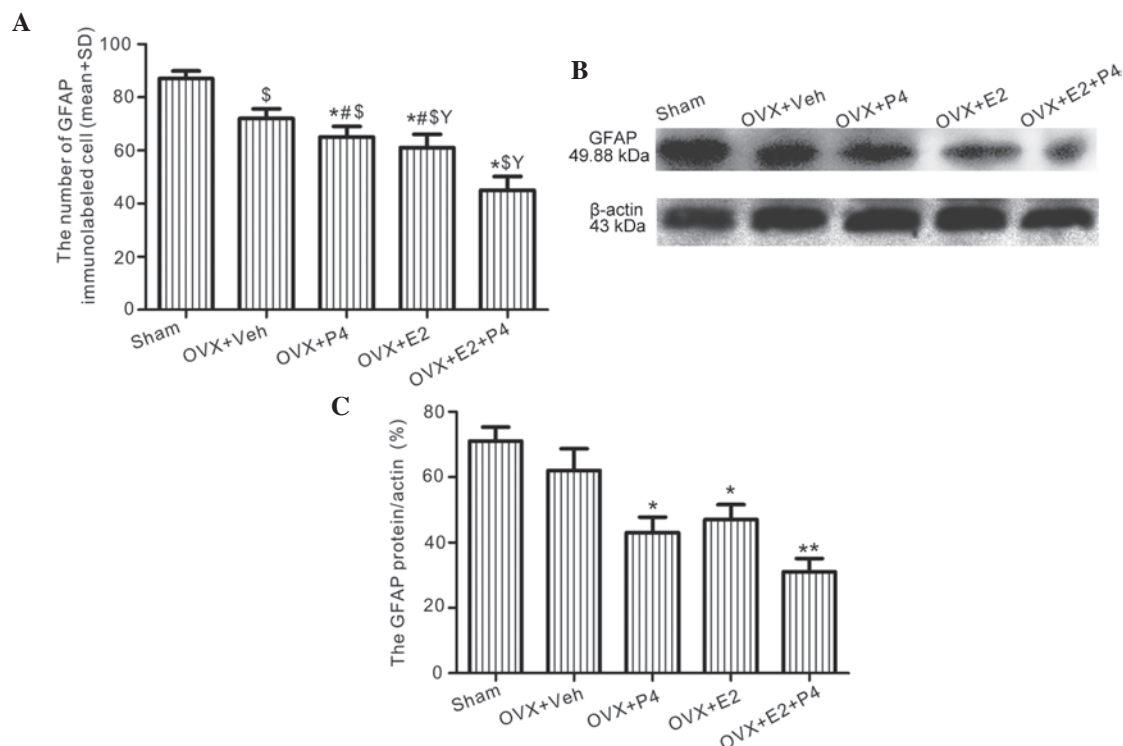 A
The number of GFAP
immunolabeled cell (mean+SD)
100
80
60
40
20
0
$
*#$
*#$Y
*$Y
Sham
OVX+Veh
OVX+P4
OVX+E2
OVX+E2+P4
B
Sham
OVX+Veh
OVX+P4
OVX+E2
OVX+E2+P4
GFAP
49.88 kDa
β-actin
43 kDa
C
The GFAP protein/actin (%)
80
60
40
20
0
*
*
**
Sham
OVX+Veh
OVX+P4
OVX+E2
OVX+E2+P4